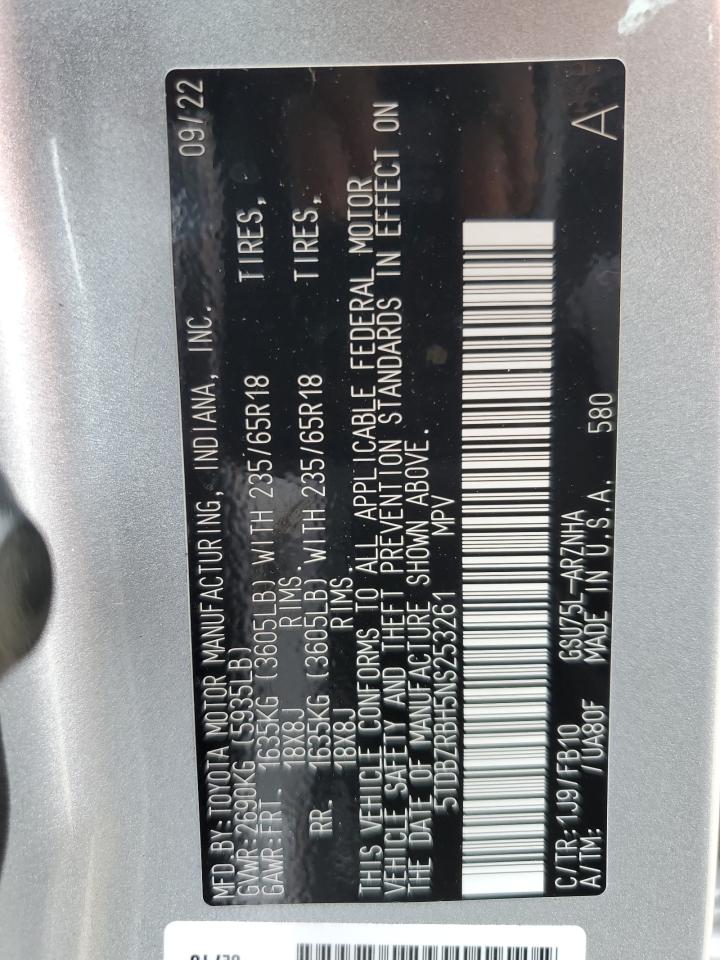 MFD.BY:TOYOTA MOTOR MANUFACTURING, INDIANA, INC. 09/22
GVWR:2690KG (5935LB)
GAWR:FRT. 1635KG (3605LB) WITH 235/65R18 TIRES,
18X8J RIMS.
RR. 1635KG (3605LB) WITH 235/65R18 TIRES,
18X8J RIMS.
THIS VEHICLE CONFORMS TO ALL APPLICABLE FEDERAL MOTOR
VEHICLE SAFETY AND THEFT PREVENTION STANDARDS IN EFFECT ON
THE DATE OF MANUFACTURE SHOWN ABOVE.
5TDBZRBH5NS253261 MPV
C/TR:1J9/FB10 GSU75L-ARZNHA A
A/TM: /UA80F MADE IN U.S.A. 580